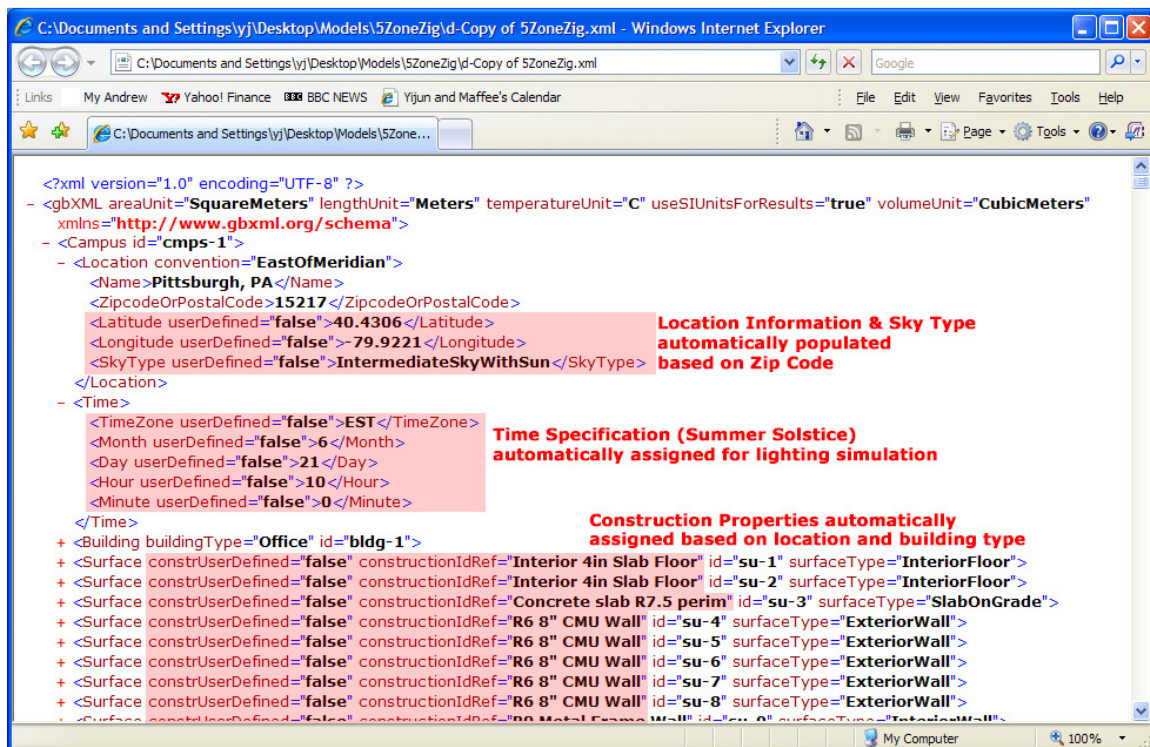 C:\Documents and Settings\yj\Desktop\Models\5ZoneZig\d-Copy of 5ZoneZig.xml - Windows Internet Explorer
C:\Documents and Settings\yj\Desktop\Models\5ZoneZig\d-Copy of 5ZoneZig.xml
Google
Links My Andrew Yahoo! Finance BBC NEWS Yijun and Maffee's Calendar File Edit View Favorites Tools Help
C:\Documents and Settings\yj\Desktop\Models\5Zone... Page Tools
<?xml version="1.0" encoding="UTF-8" ?>
- <gbXML areaUnit="SquareMeters" lengthUnit="Meters" temperatureUnit="C" useSIUnitsForResults="true" volumeUnit="CubicMeters"
xmlns="http://www.gbxml.org/schema">
- <Campus id="cmps-1">
- <Location convention="EastOfMeridian">
<Name>Pittsburgh, PA</Name>
<ZipcodeOrPostalCode>15217</ZipcodeOrPostalCode>
<Latitude userDefined="false">40.4306</Latitude>
<Longitude userDefined="false">-79.9221</Longitude>
<SkyType userDefined="false">IntermediateSkyWithSun</SkyType>
Location Information & Sky Type
automatically populated
based on Zip Code
</Location>
- <Time>
<TimeZone userDefined="false">EST</TimeZone>
<Month userDefined="false">6</Month>
<Day userDefined="false">21</Day>
<Hour userDefined="false">10</Hour>
<Minute userDefined="false">0</Minute>
Time Specification (Summer Solstice)
automatically assigned for lighting simulation
</Time>
Construction Properties automatically
assigned based on location and building type
+ <Building buildingType="Office" id="bldg-1">
+ <Surface constrUserDefined="false" constructionIdRef="Interior 4in Slab Floor" id="su-1" surfaceType="InteriorFloor">
+ <Surface constrUserDefined="false" constructionIdRef="Interior 4in Slab Floor" id="su-2" surfaceType="InteriorFloor">
+ <Surface constrUserDefined="false" constructionIdRef="Concrete slab R7.5 perim" id="su-3" surfaceType="SlabOnGrade">
+ <Surface constrUserDefined="false" constructionIdRef="R6 8" CMU Wall" id="su-4" surfaceType="ExteriorWall">
+ <Surface constrUserDefined="false" constructionIdRef="R6 8" CMU Wall" id="su-5" surfaceType="ExteriorWall">
+ <Surface constrUserDefined="false" constructionIdRef="R6 8" CMU Wall" id="su-6" surfaceType="ExteriorWall">
+ <Surface constrUserDefined="false" constructionIdRef="R6 8" CMU Wall" id="su-7" surfaceType="ExteriorWall">
+ <Surface constrUserDefined="false" constructionIdRef="R6 8" CMU Wall" id="su-8" surfaceType="ExteriorWall">
+ <Surface constrUserDefined="false" constructionIdRef="R0 Metal Frame Wall" id="su-9" surfaceType="InteriorWall">
My Computer 100%